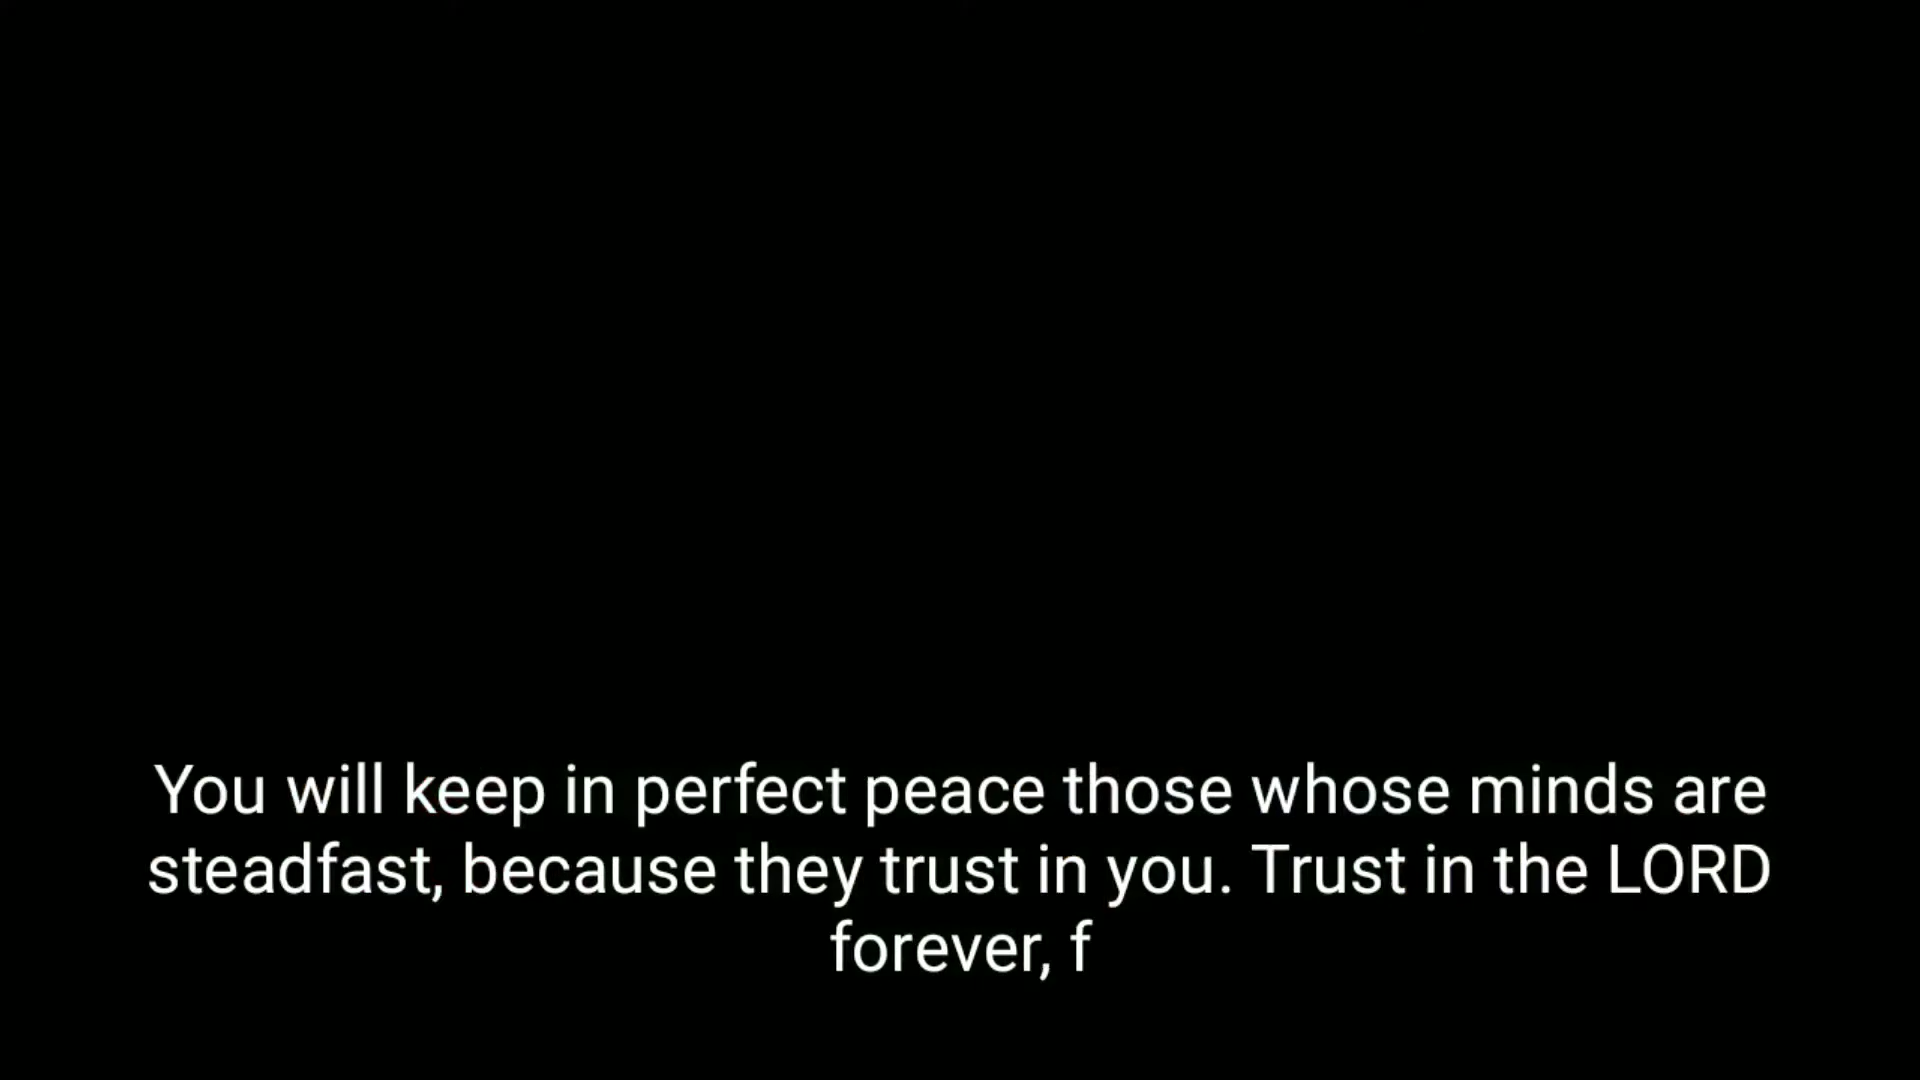 You will keep in perfect peace those whose minds are
steadfast, because they trust in you. Trust in the LORD
forever, f